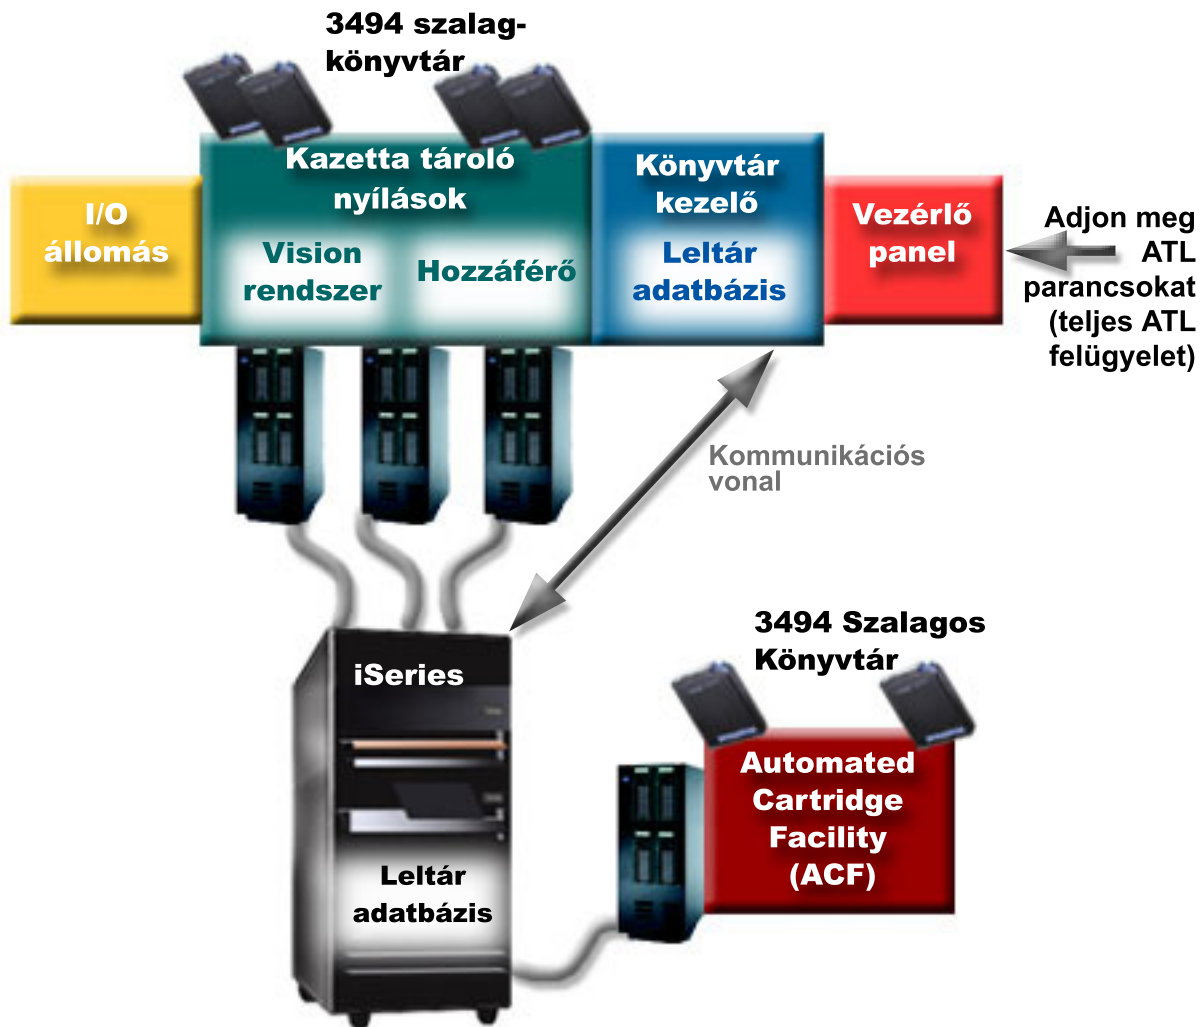 3494 szalag-
könyvtár
Kazetta tároló
nyílások
Könyvtár
kezelő
I/O
állomás
Vision
rendszer
Hozzáférő
Leltár
adatbázis
Vezérlő
panel
Adjon meg
ATL
parancsokat
(teljes ATL
felügyelet)
Kommunikációs
vonal
iSeries
Leltár
adatbázis
3494 Szalagos
Könyvtár
Automated
Cartridge
Facility
(ACF)